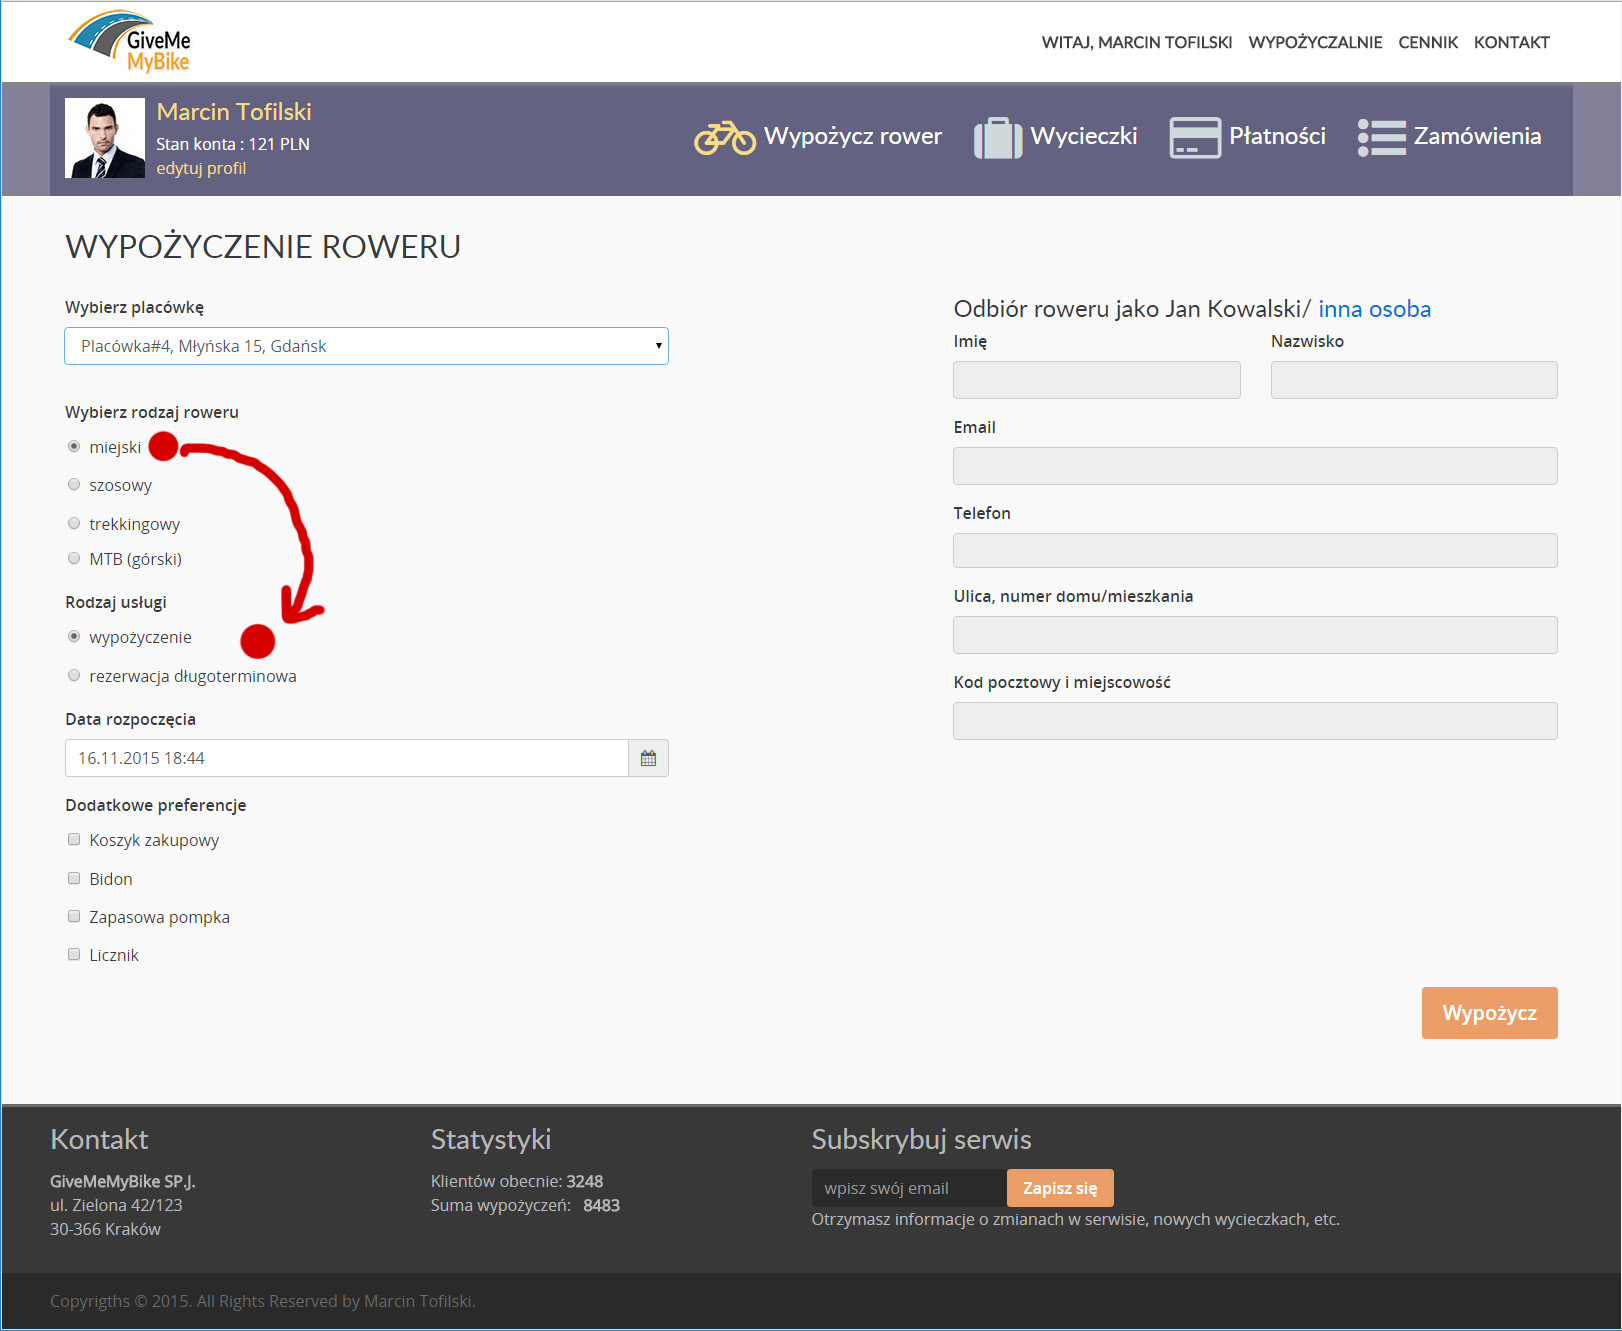 GiveMe
MyBike
WITAJ, MARCIN TOFILSKI WYPOŻYCZALNIE CENNIK KONTAKT
Marcin Tofilski
Stan konta : 121 PLN
edytuj profil
Wypożycz rower Wycieczki Płatności Zamówienia
WYPOŻYCZENIE ROWERU
Wybierz placówkę
Placówka#4, Młyńska 15, Gdańsk
Wybierz rodzaj roweru
miejski
szosowy
trekkingowy
MTB (górski)
Rodzaj usługi
wypożyczenie
rezerwacja długoterminowa
Data rozpoczęcia
16.11.2015 18:44
Dodatkowe preferencje
Koszyk zakupowy
Bidon
Zapasowa pompka
Licznik
Odbiór roweru jako Jan Kowalski/ inna osoba
Imię Nazwisko
Email
Telefon
Ulica, numer domu/mieszkania
Kod pocztowy i miejscowość
Wypożycz
Kontakt
GiveMeMyBike SP.J.
ul. Zielona 42/123
30-366 Kraków
Statystyki
Klientów obecnie: 3248
Suma wypożyczeń: 8483
Subskrybuj serwis
wpisz swój email Zapisz się
Otrzymasz informacje o zmianach w serwisie, nowych wycieczkach, etc.
Copyrigths © 2015. All Rights Reserved by Marcin Tofilski.